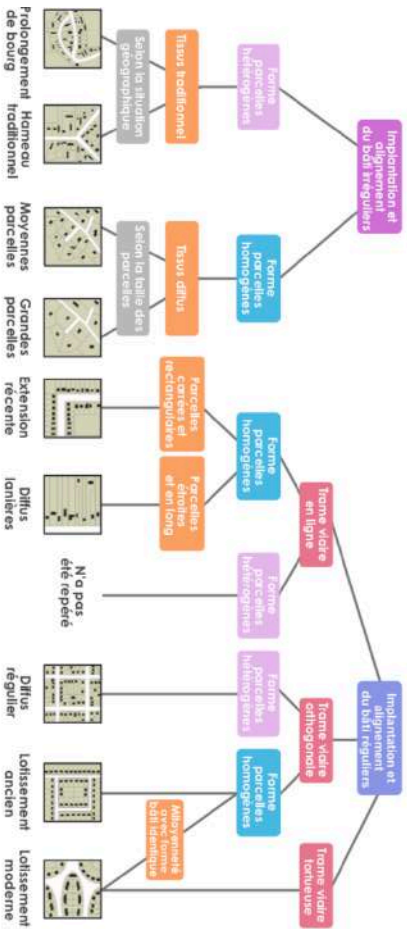 Implantation et
alignement
du bâti irréguliers
Implantation et
alignement
du bâti réguliers
Trame viaire
en ligne
Trame viaire
orthogonale
Trame viaire
tortueuse
Forme
parcelles
hétérogènes
Forme
parcelles
homogènes
Forme
parcelles
homogènes
Forme
parcelles
hétérogènes
Forme
parcelles
hétérogènes
Forme
parcelles
homogènes
Tissus traditionnel
Tissus diffus
Parcelles
carrées et
rectangulaires
Parcelles
étroites
et en long
Mitoyenneté
avec forme
bâti identique
Selon la situation
géographique
Selon la taille des
parcelles
Prolongement
de bourg
Hameau
traditionnel
Moyennes
parcelles
Grandes
parcelles
Extension
récente
Diffus
lanières
N'a pas
été repéré
Diffus
régulier
Lotissement
ancien
Lotissement
moderne